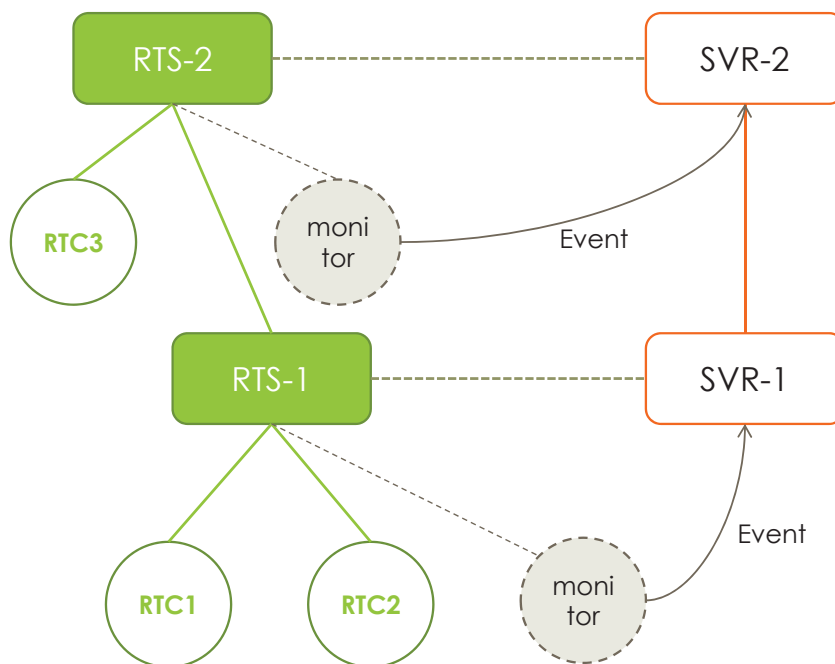 RTS-2
SVR-2
RTC3
moni
tor
Event
RTS-1
SVR-1
Event
RTC1
RTC2
moni
tor